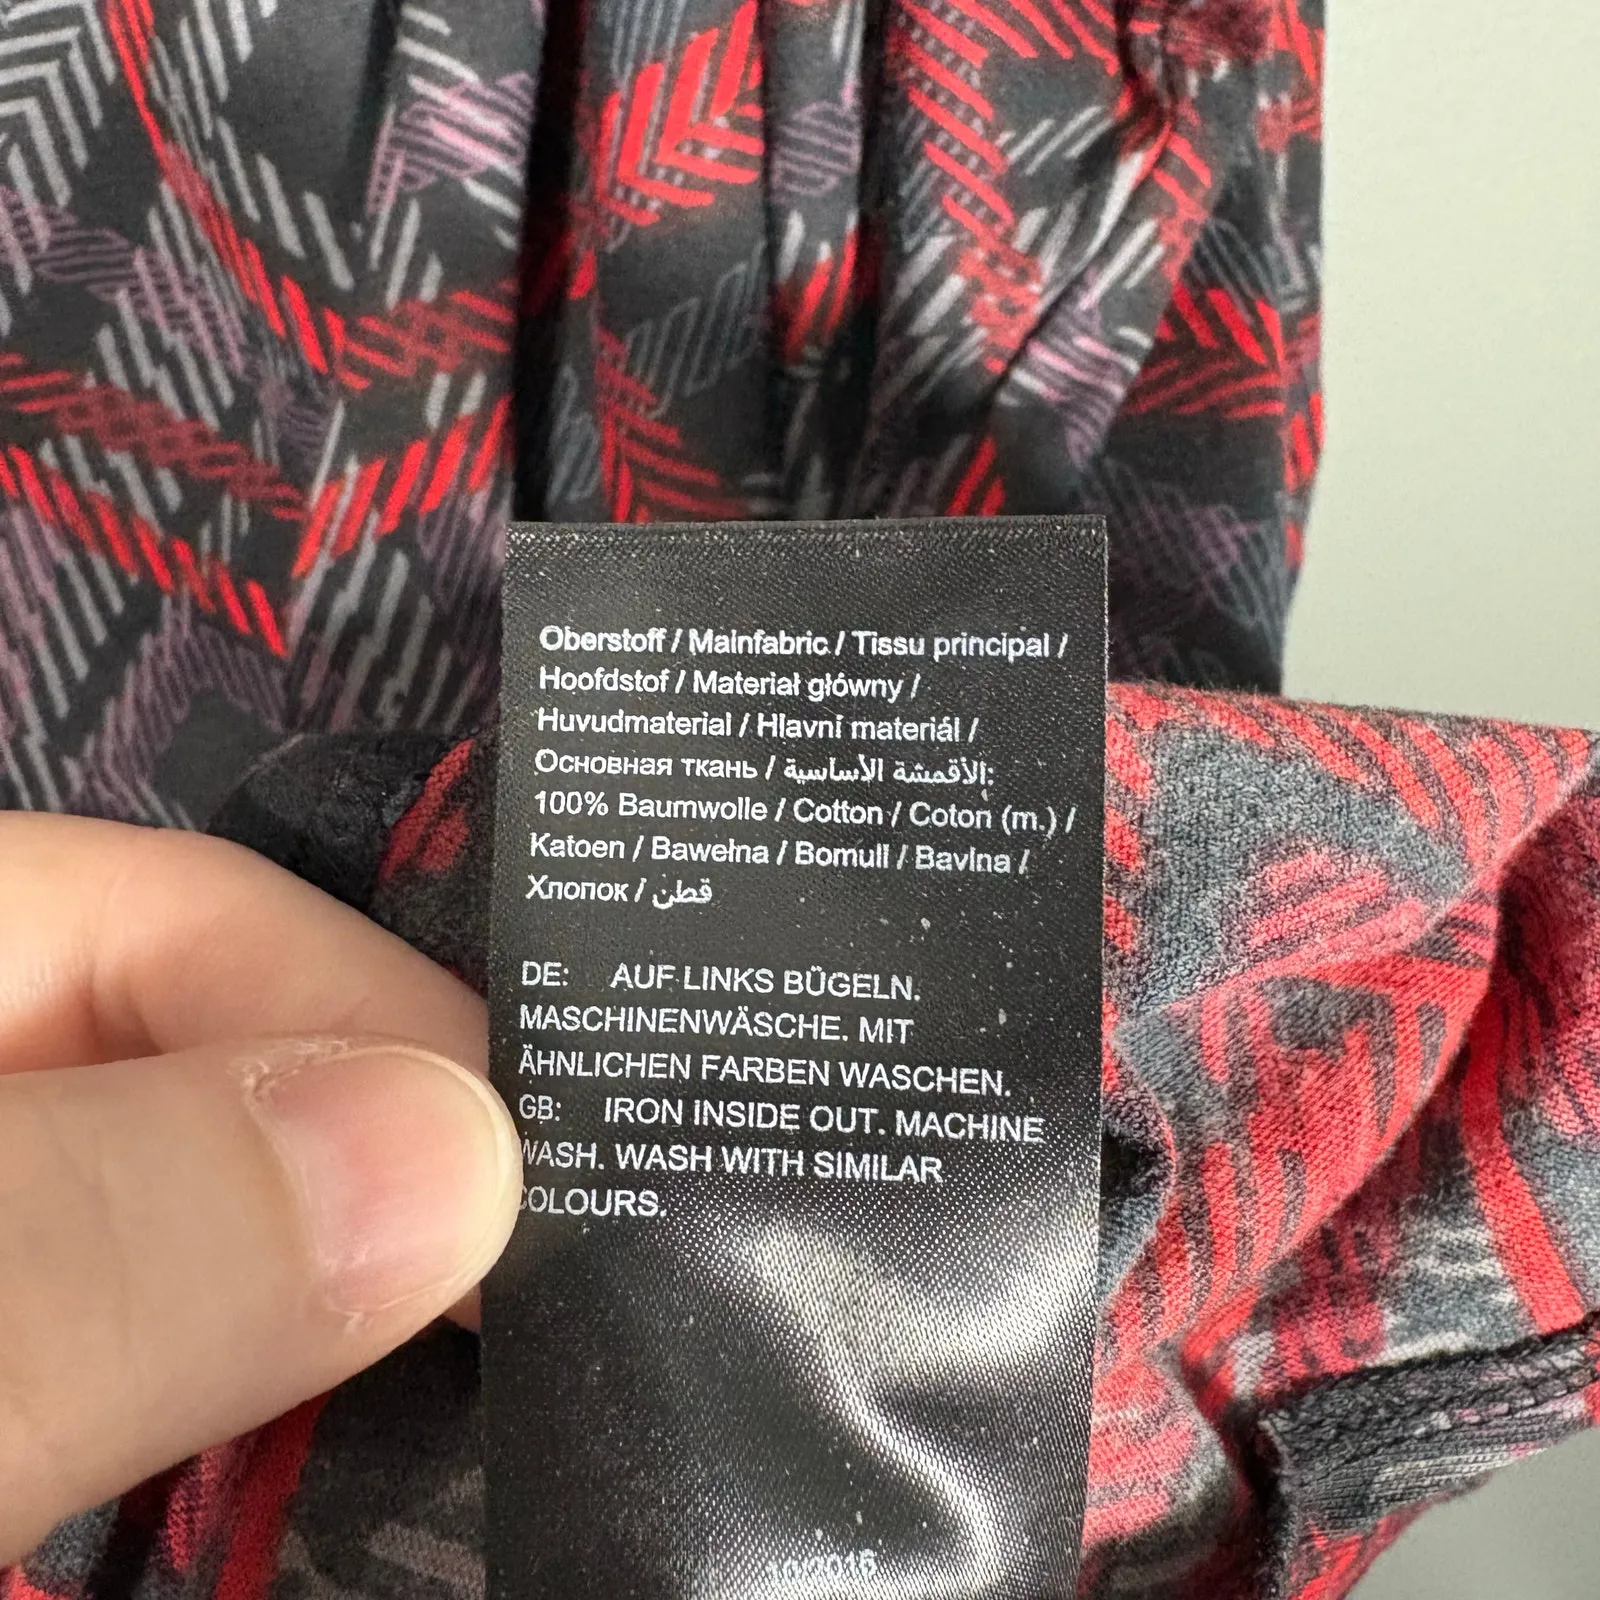 Oberstoff / Mainfabric / Tissu principal /
Hoofdstof / Materiał główny /
Huvudmaterial / Hlavní materiál /
Основная ткань / الأقمشة الأساسية:
100% Baumwolle / Cotton / Coton (m.) /
Katoen / Bawełna / Bomull / Bavlna /
Хлопок / قطن
DE: AUF LINKS BÜGELN.
MASCHINENWÄSCHE. MIT
ÄHNLICHEN FARBEN WASCHEN.
GB: IRON INSIDE OUT. MACHINE
WASH. WASH WITH SIMILAR
COLOURS.
10/2016